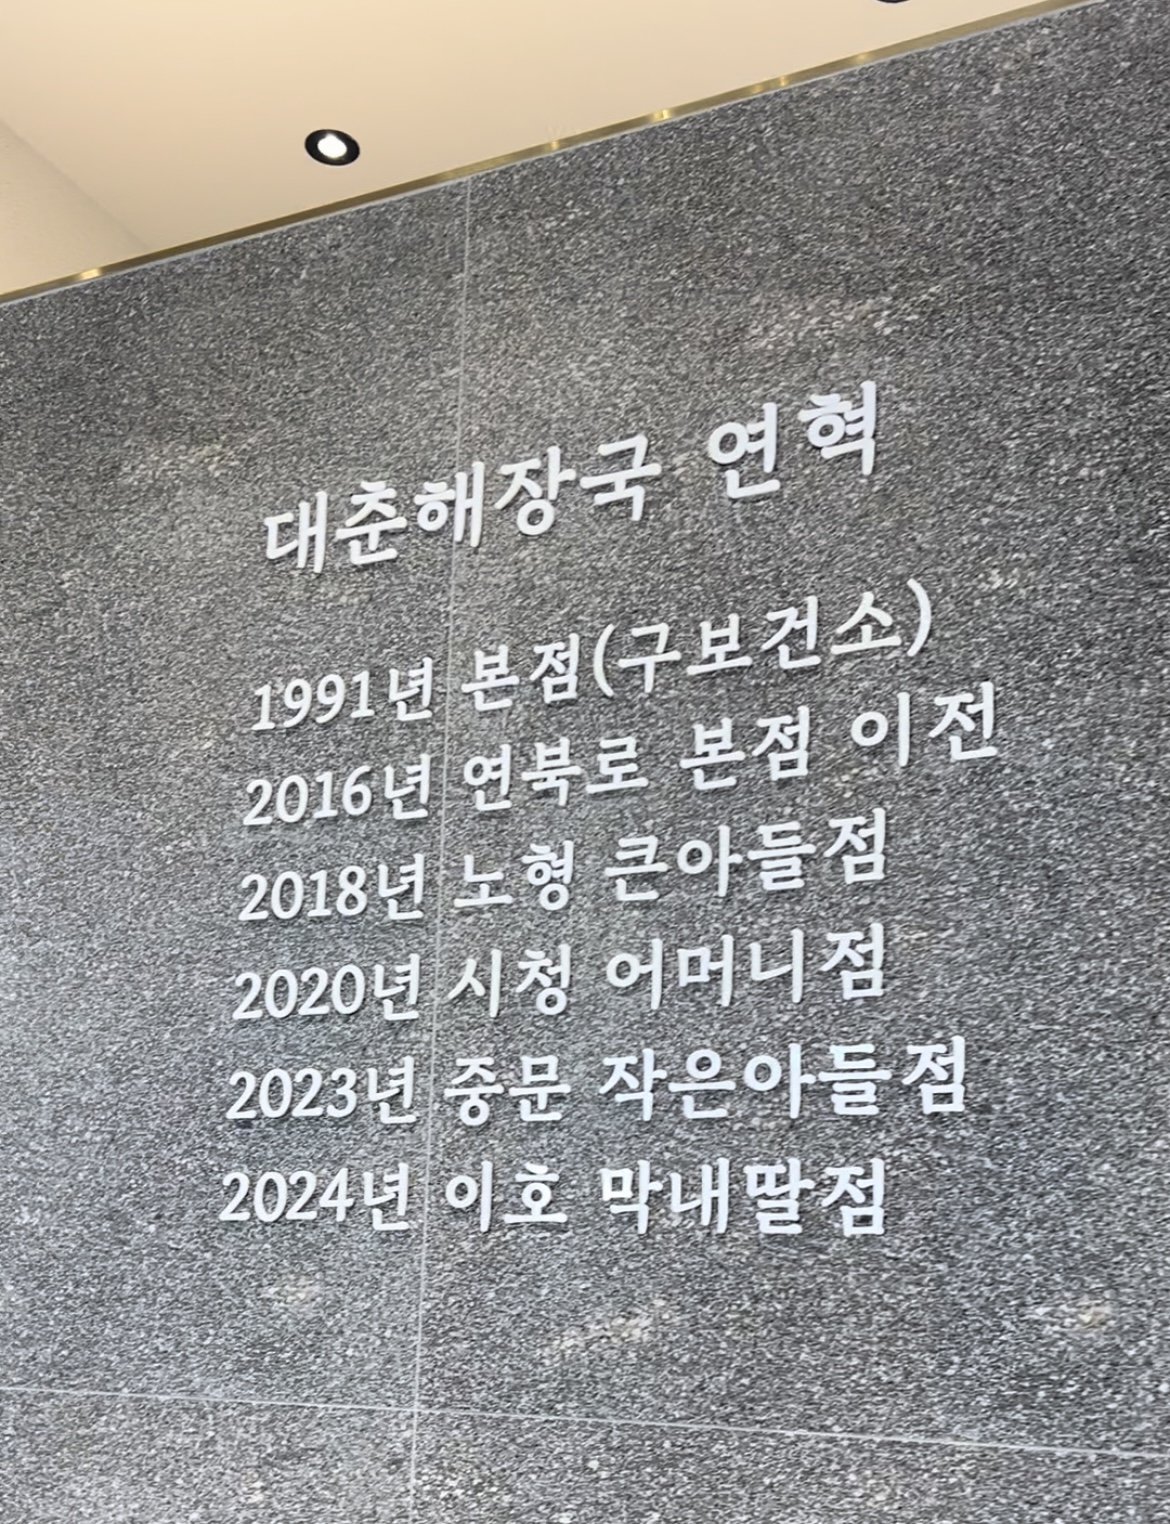 대춘해장국 연혁
1991년 본점(구보건소)
2016년 연북로 본점 이전
2018년 노형 큰아들점
2020년 시청 어머니점
2023년 중문 작은아들점
2024년 이호 막내딸점